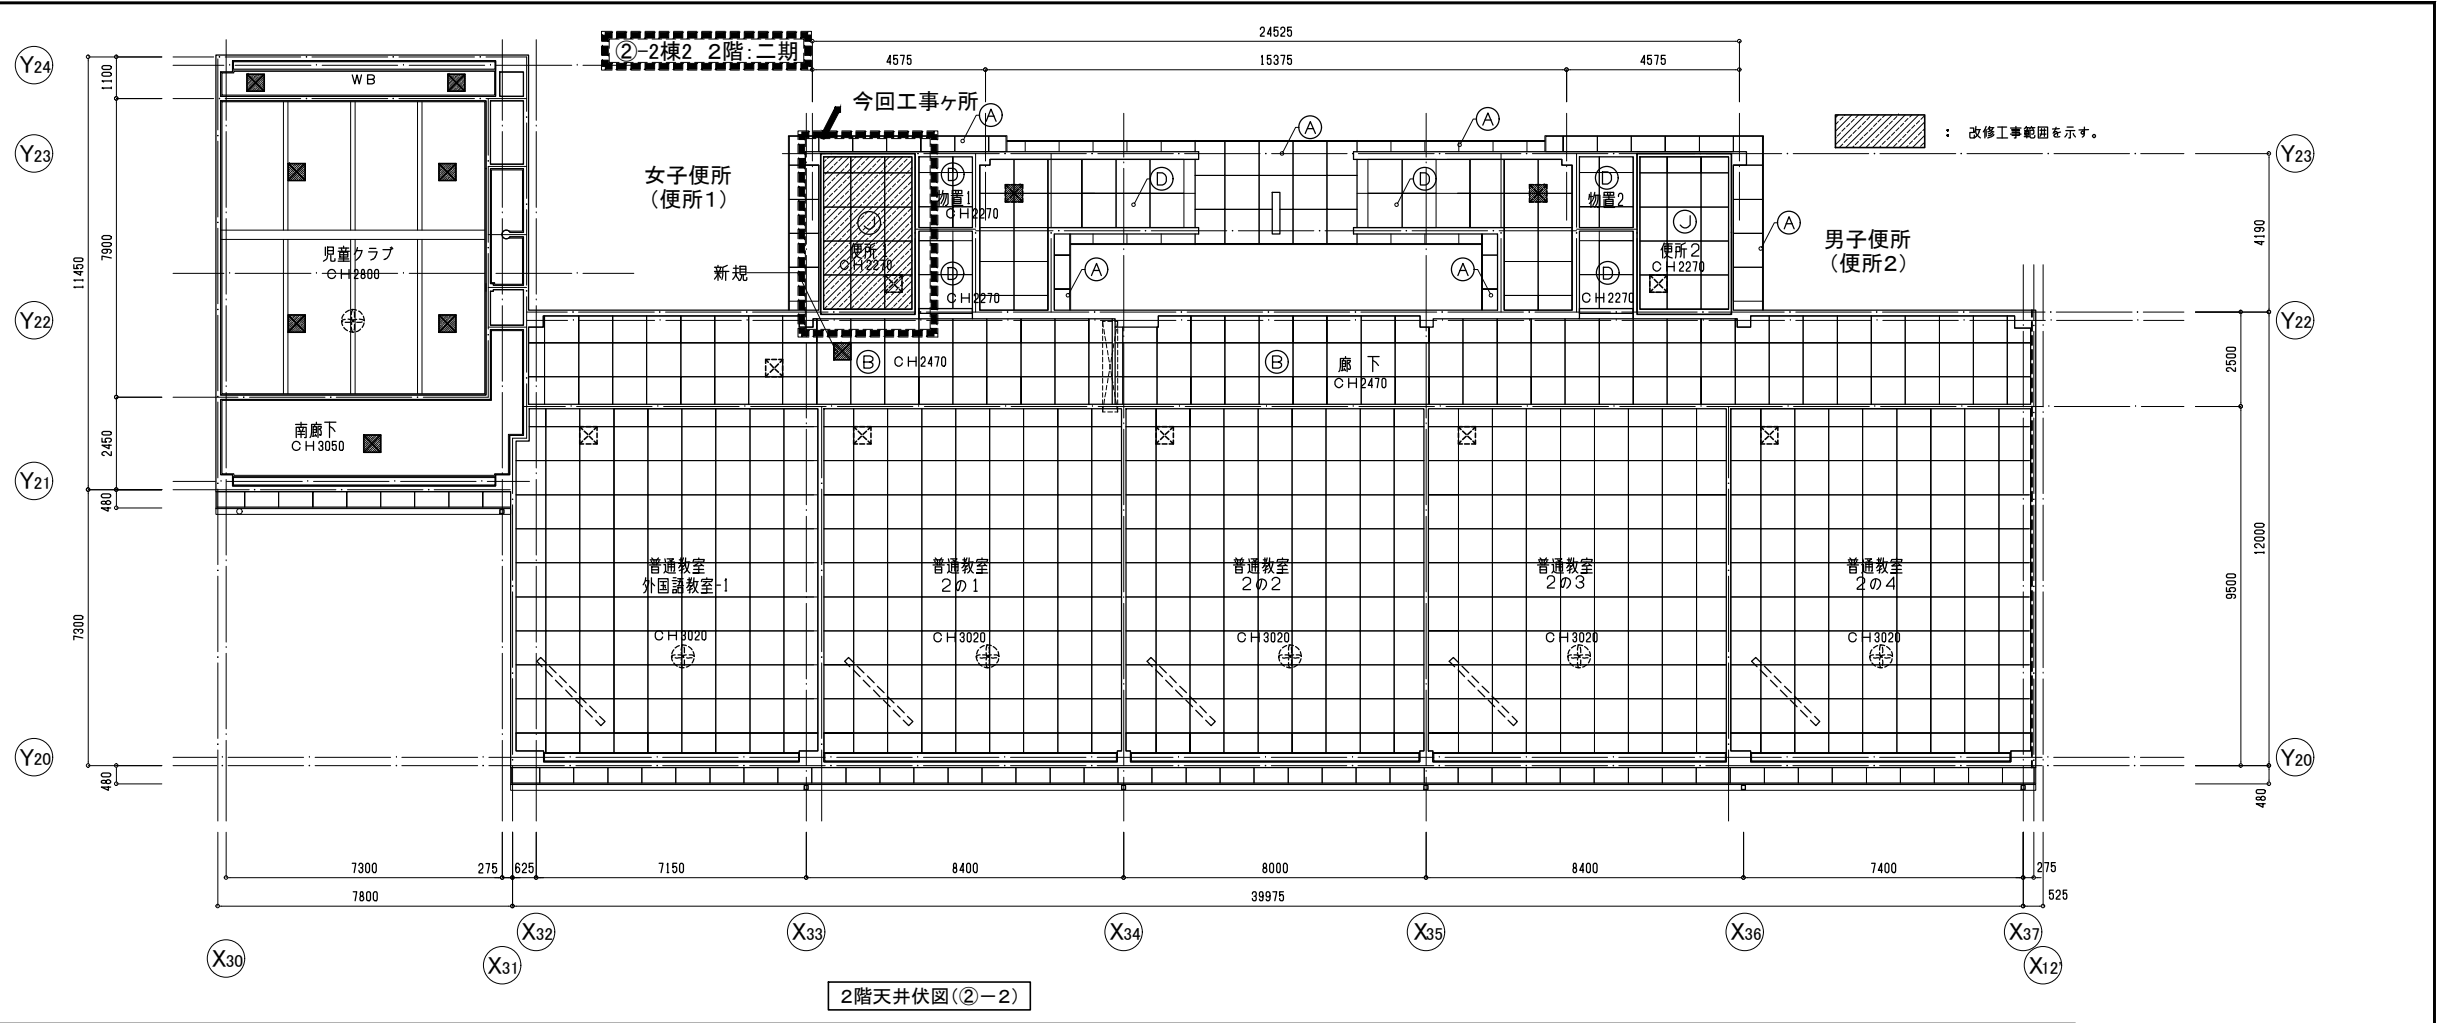 24525
②-2棟2 2階:二期
4575
15375
4575
Y24
1100
WB
今回工事ヶ所
A
A
A
: 改修工事範囲を示す。
Y23
Y23
女子便所
(便所1)
D
物置1
CH2270
D
D
D
物置2
J
便所1
CH2270
J
便所2
CH2270
A
男子便所
(便所2)
4190
11450
7900
児童クラブ
CH2800
新規
D
CH2270
A
A
D
CH2270
Y22
Y22
B
CH2470
B
廊 下
CH2470
2500
2450
南廊下
CH3050
Y21
480
7300
普通教室
外国語教室-1
CH3020
普通教室
2の1
CH3020
普通教室
2の2
CH3020
普通教室
2の3
CH3020
普通教室
2の4
CH3020
9500
12000
Y20
Y20
480
480
7300
275
625
7150
8400
8000
8400
7400
275
7800
39975
525
X32
X33
X34
X35
X36
X37
X30
X31
X12'
2階天井伏図(②-2)